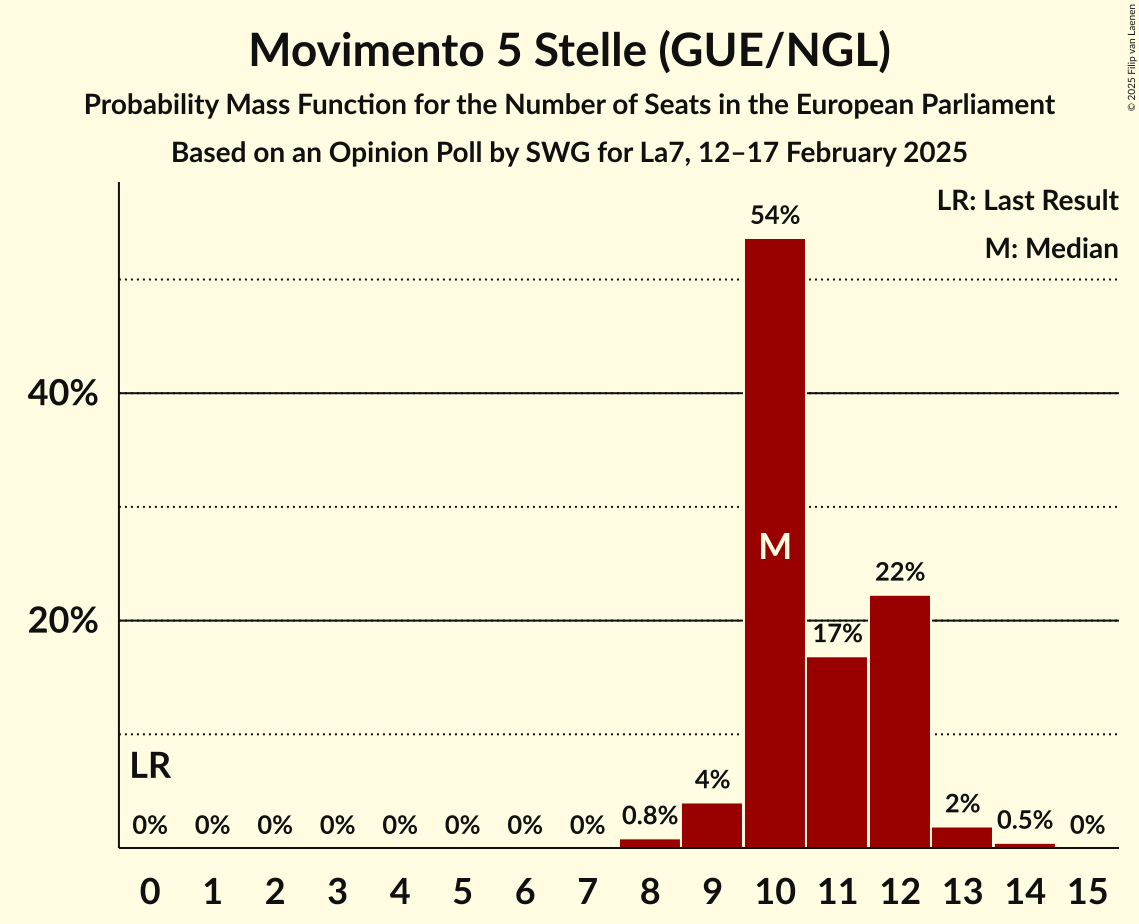 Movimento 5 Stelle (GUE/NGL)
Probability Mass Function for the Number of Seats in the European Parliament
Based on an Opinion Poll by SWG for La7, 12–17 February 2025
© 2025 Filip van Laenen
LR: Last Result
M: Median
54%
40%
M
22%
20%
17%
LR
4%
0% 0% 0% 0% 0% 0% 0% 0% 0.8% 2% 0.5% 0%
0 1 2 3 4 5 6 7 8 9 10 11 12 13 14 15